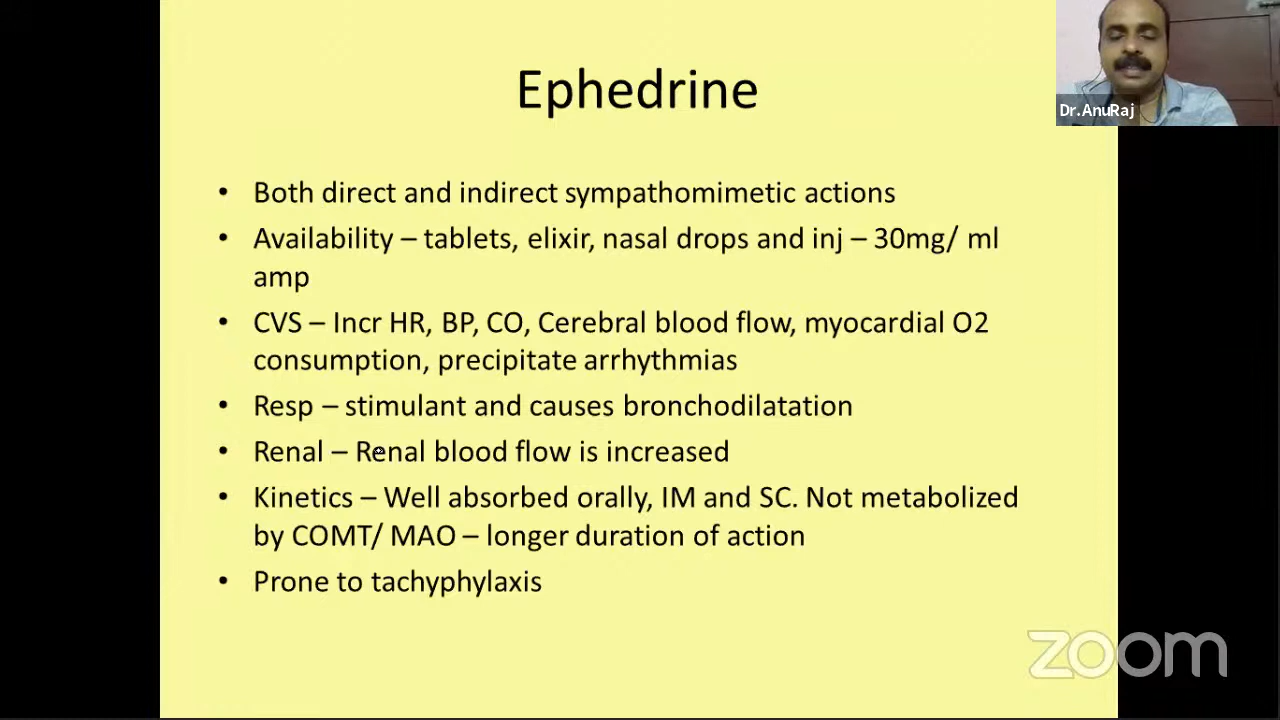 Ephedrine
Dr.AnuRaj
• Both direct and indirect sympathomimetic actions
• Availability – tablets, elixir, nasal drops and inj – 30mg/ ml
amp
• CVS – Incr HR, BP, CO, Cerebral blood flow, myocardial O2
consumption, precipitate arrhythmias
• Resp – stimulant and causes bronchodilatation
• Renal – Renal blood flow is increased
• Kinetics – Well absorbed orally, IM and SC. Not metabolized
by COMT/ MAO – longer duration of action
• Prone to tachyphylaxis
zoom